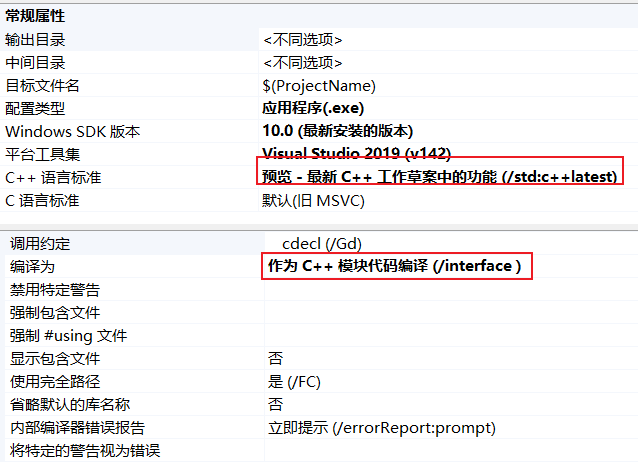 常规属性
输出目录 <不同选项>
中间目录 <不同选项>
目标文件名 $(ProjectName)
配置类型 应用程序(.exe)
Windows SDK 版本 10.0 (最新安装的版本)
平台工具集 Visual Studio 2019 (v142)
C++ 语言标准 预览 - 最新 C++ 工作草案中的功能 (/std:c++latest)
C 语言标准 默认(旧 MSVC)
调用约定 cdecl (/Gd)
编译为 作为 C++ 模块代码编译 (/interface )
禁用特定警告
强制包含文件
强制 #using 文件
显示包含文件 否
使用完全路径 是 (/FC)
省略默认的库名称 否
内部编译器错误报告 立即提示 (/errorReport:prompt)
将特定的警告视为错误